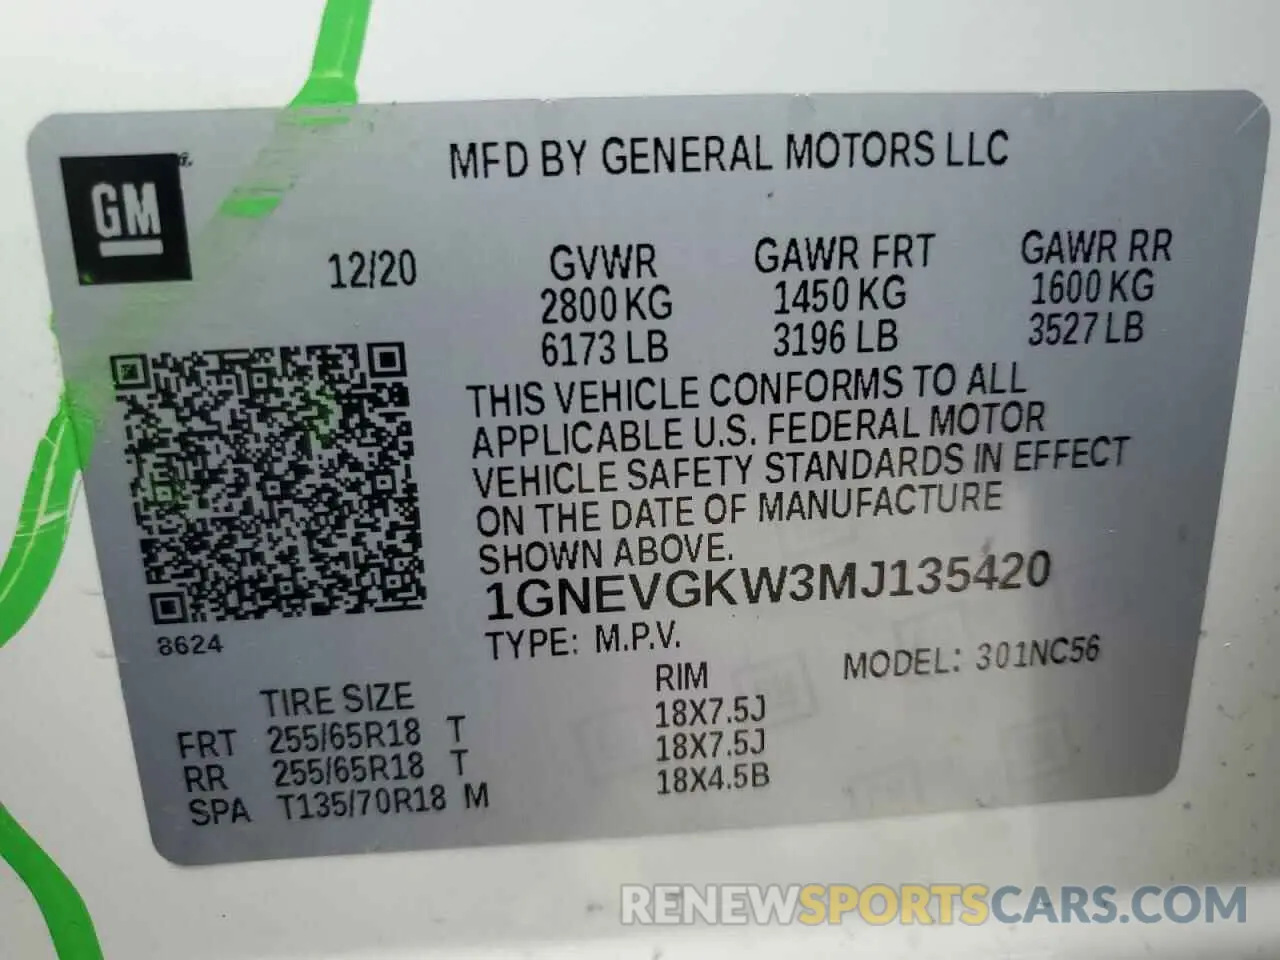 MFD BY GENERAL MOTORS LLC
GM
12/20
GVWR GAWR FRT GAWR RR
2800 KG 1450 KG 1600 KG
6173 LB 3196 LB 3527 LB
THIS VEHICLE CONFORMS TO ALL
APPLICABLE U.S. FEDERAL MOTOR
VEHICLE SAFETY STANDARDS IN EFFECT
ON THE DATE OF MANUFACTURE
SHOWN ABOVE.
1GNEVGKW3MJ135420
8624
TYPE: M.P.V.
MODEL: 301NC56
TIRE SIZE RIM
FRT 255/65R18 T 18X7.5J
RR 255/65R18 T 18X7.5J
SPA T135/70R18 M 18X4.5B
RENEWSPORTSCARS.COM